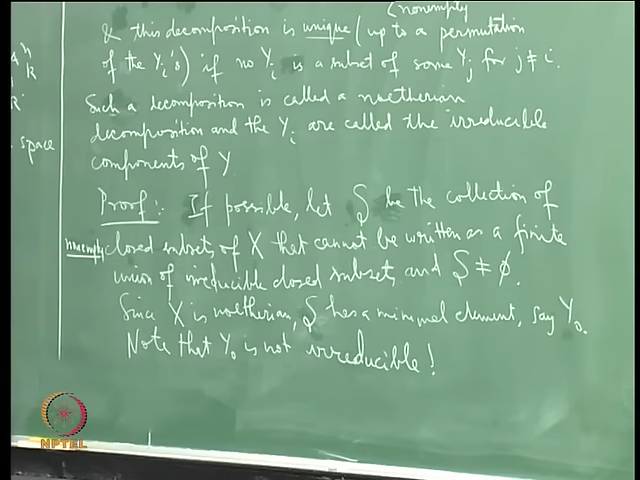 (nonempty
& this decomposition is unique (up to a permutation
of the Yi's) if no Yi is a subset of some Yj for j ≠ i.
Such a decomposition is called a noetherian
decomposition and the Yi are called the irreducible
components of Y
Proof: If possible, let S be the collection of
nonempty closed subsets of X that cannot be written as a finite
union of irreducible closed subsets, and S ≠ φ.
Since X is noetherian, S has a minimal element, say Y0.
Note that Y0 is not irreducible!
space
NPTEL